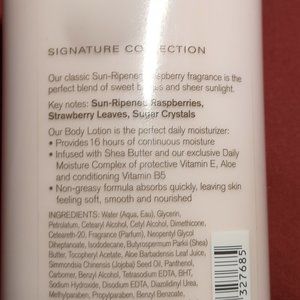 SIGNATURE COLLECTION
Our classic Sun-Ripened Raspberry fragrance is the
perfect blend of sweet berries and sheer sunlight.
Key notes: Sun-Ripened Raspberries,
Strawberry Leaves, Sugar Crystals
Our Body Lotion is the perfect daily moisturizer:
• Provides 16 hours of continuous moisture
• Infused with Shea Butter and our exclusive Daily
Moisture Complex of protective Vitamin E, Aloe
and conditioning Vitamin B5
• Non-greasy formula absorbs quickly, leaving skin
feeling soft, smooth and nourished
INGREDIENTS: Water (Aqua, Eau), Glycerin,
Petrolatum, Cetearyl Alcohol, Cetyl Alcohol, Dimethicone,
Ceteareth-20, Fragrance (Parfum), Neopentyl Glycol
Diheptanoate, Isododecane, Butyrospermum Parkii (Shea)
Butter, Tocopheryl Acetate, Aloe Barbadensis Leaf Juice,
Simmondsia Chinensis (Jojoba) Seed Oil, Panthenol,
Carbomer, Benzyl Alcohol, Tetrasodium EDTA, BHT,
Sodium Hydroxide, Disodium EDTA, Diazolidinyl Urea,
Methylparaben, Propylparaben, Benzyl Benzoate,
327685